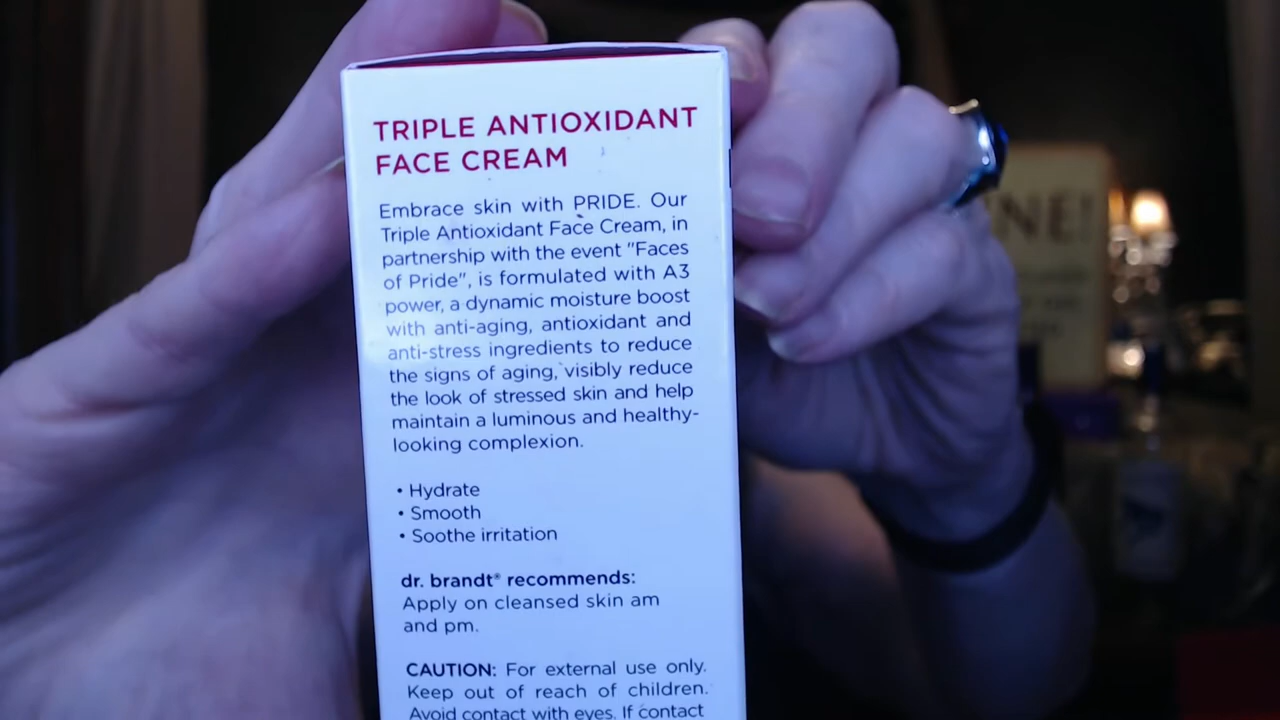 TRIPLE ANTIOXIDANT
FACE CREAM
Embrace skin with PRIDE. Our
Triple Antioxidant Face Cream, in
partnership with the event "Faces
of Pride", is formulated with A3
power, a dynamic moisture boost
with anti-aging, antioxidant and
anti-stress ingredients to reduce
the signs of aging, visibly reduce
the look of stressed skin and help
maintain a luminous and healthy-
looking complexion.
• Hydrate
• Smooth
• Soothe irritation
dr. brandt® recommends:
Apply on cleansed skin am
and pm.
CAUTION: For external use only.
Keep out of reach of children.
Avoid contact with eyes. If contact
NE!